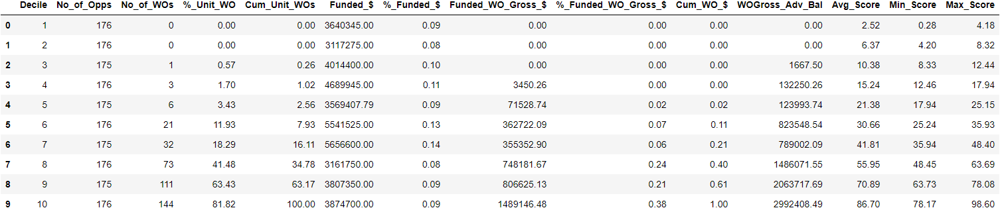 Decile No_of_Opps No_of_WOs %_Unit_WO Cum_Unit_WOs Funded_$ %_Funded_$ Funded_WO_Gross_$ %_Funded_WO_Gross_$ Cum_WO_$ WOGross_Adv_Bal Avg_Score Min_Score Max_Score
0 1 176 0 0.00 0.00 3640345.00 0.09 0.00 0.00 0.00 0.00 2.52 0.28 4.18
1 2 176 0 0.00 0.00 3117275.00 0.08 0.00 0.00 0.00 0.00 6.37 4.20 8.32
2 3 175 1 0.57 0.26 4014400.00 0.10 0.00 0.00 0.00 1667.50 10.38 8.33 12.44
3 4 176 3 1.70 1.02 4689945.00 0.11 3450.26 0.00 0.00 132250.26 15.24 12.46 17.94
4 5 175 6 3.43 2.56 3569407.79 0.09 71528.74 0.02 0.02 123993.74 21.38 17.94 25.15
5 6 176 21 11.93 7.93 5541525.00 0.13 362722.09 0.07 0.11 823548.54 30.66 25.24 35.93
6 7 175 32 18.29 16.11 5656600.00 0.14 355352.90 0.06 0.21 789002.09 41.81 35.94 48.40
7 8 176 73 41.48 34.78 3161750.00 0.08 748181.67 0.24 0.40 1486071.55 55.95 48.45 63.69
8 9 175 111 63.43 63.17 3807350.00 0.09 806625.13 0.21 0.61 2063717.69 70.89 63.73 78.08
9 10 176 144 81.82 100.00 3874700.00 0.09 1489146.48 0.38 1.00 2992408.49 86.70 78.17 98.60